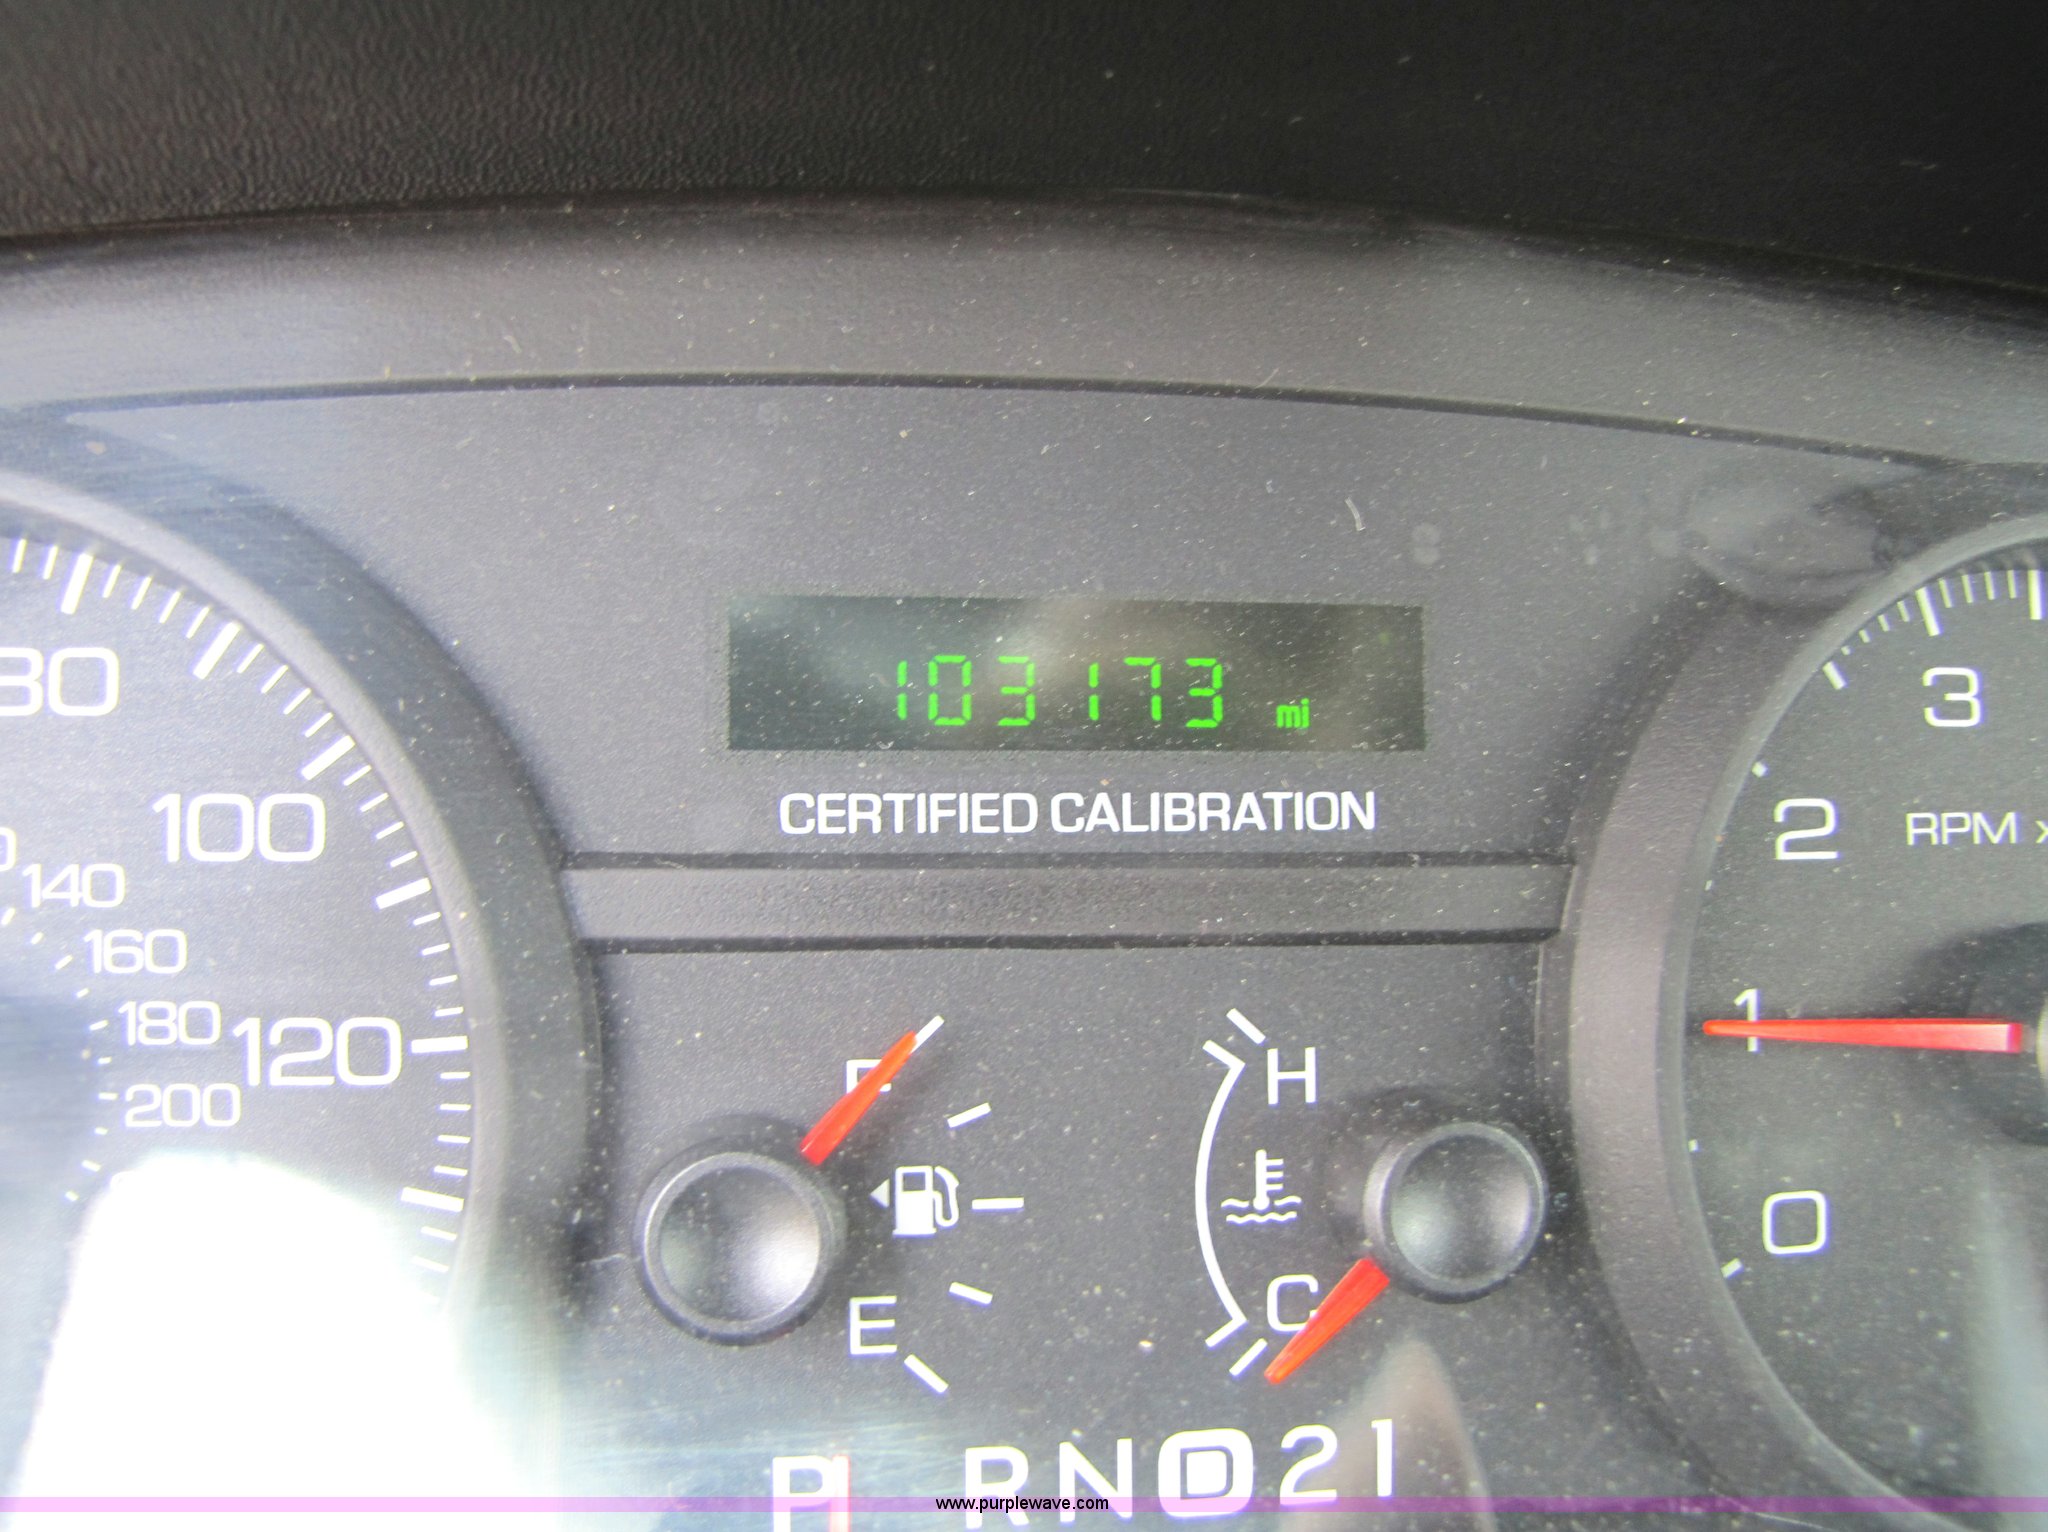 103173 mi
CERTIFIED CALIBRATION
80
100
120
140
160
180
200
3
2
1
0
RPM x
F
E
H
C
P R N D 2 1
www.purplewave.com